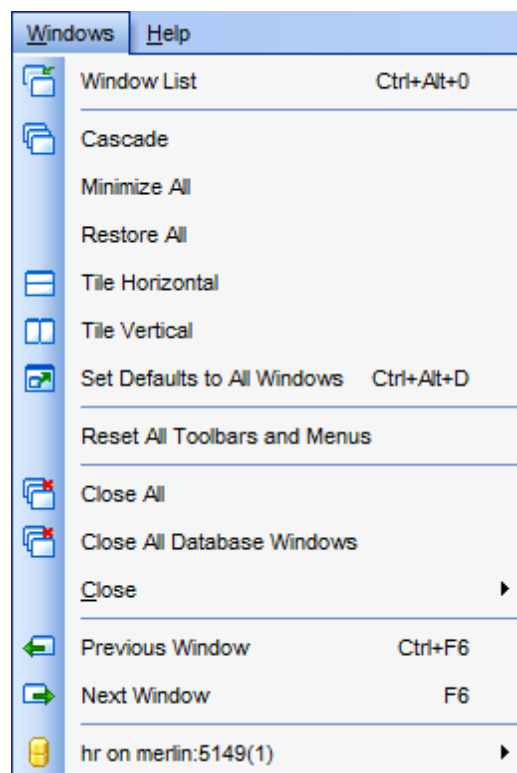 Windows Help
Window List Ctrl+Alt+0
Cascade
Minimize All
Restore All
Tile Horizontal
Tile Vertical
Set Defaults to All Windows Ctrl+Alt+D
Reset All Toolbars and Menus
Close All
Close All Database Windows
Close
Previous Window Ctrl+F6
Next Window F6
hr on merlin:5149(1)